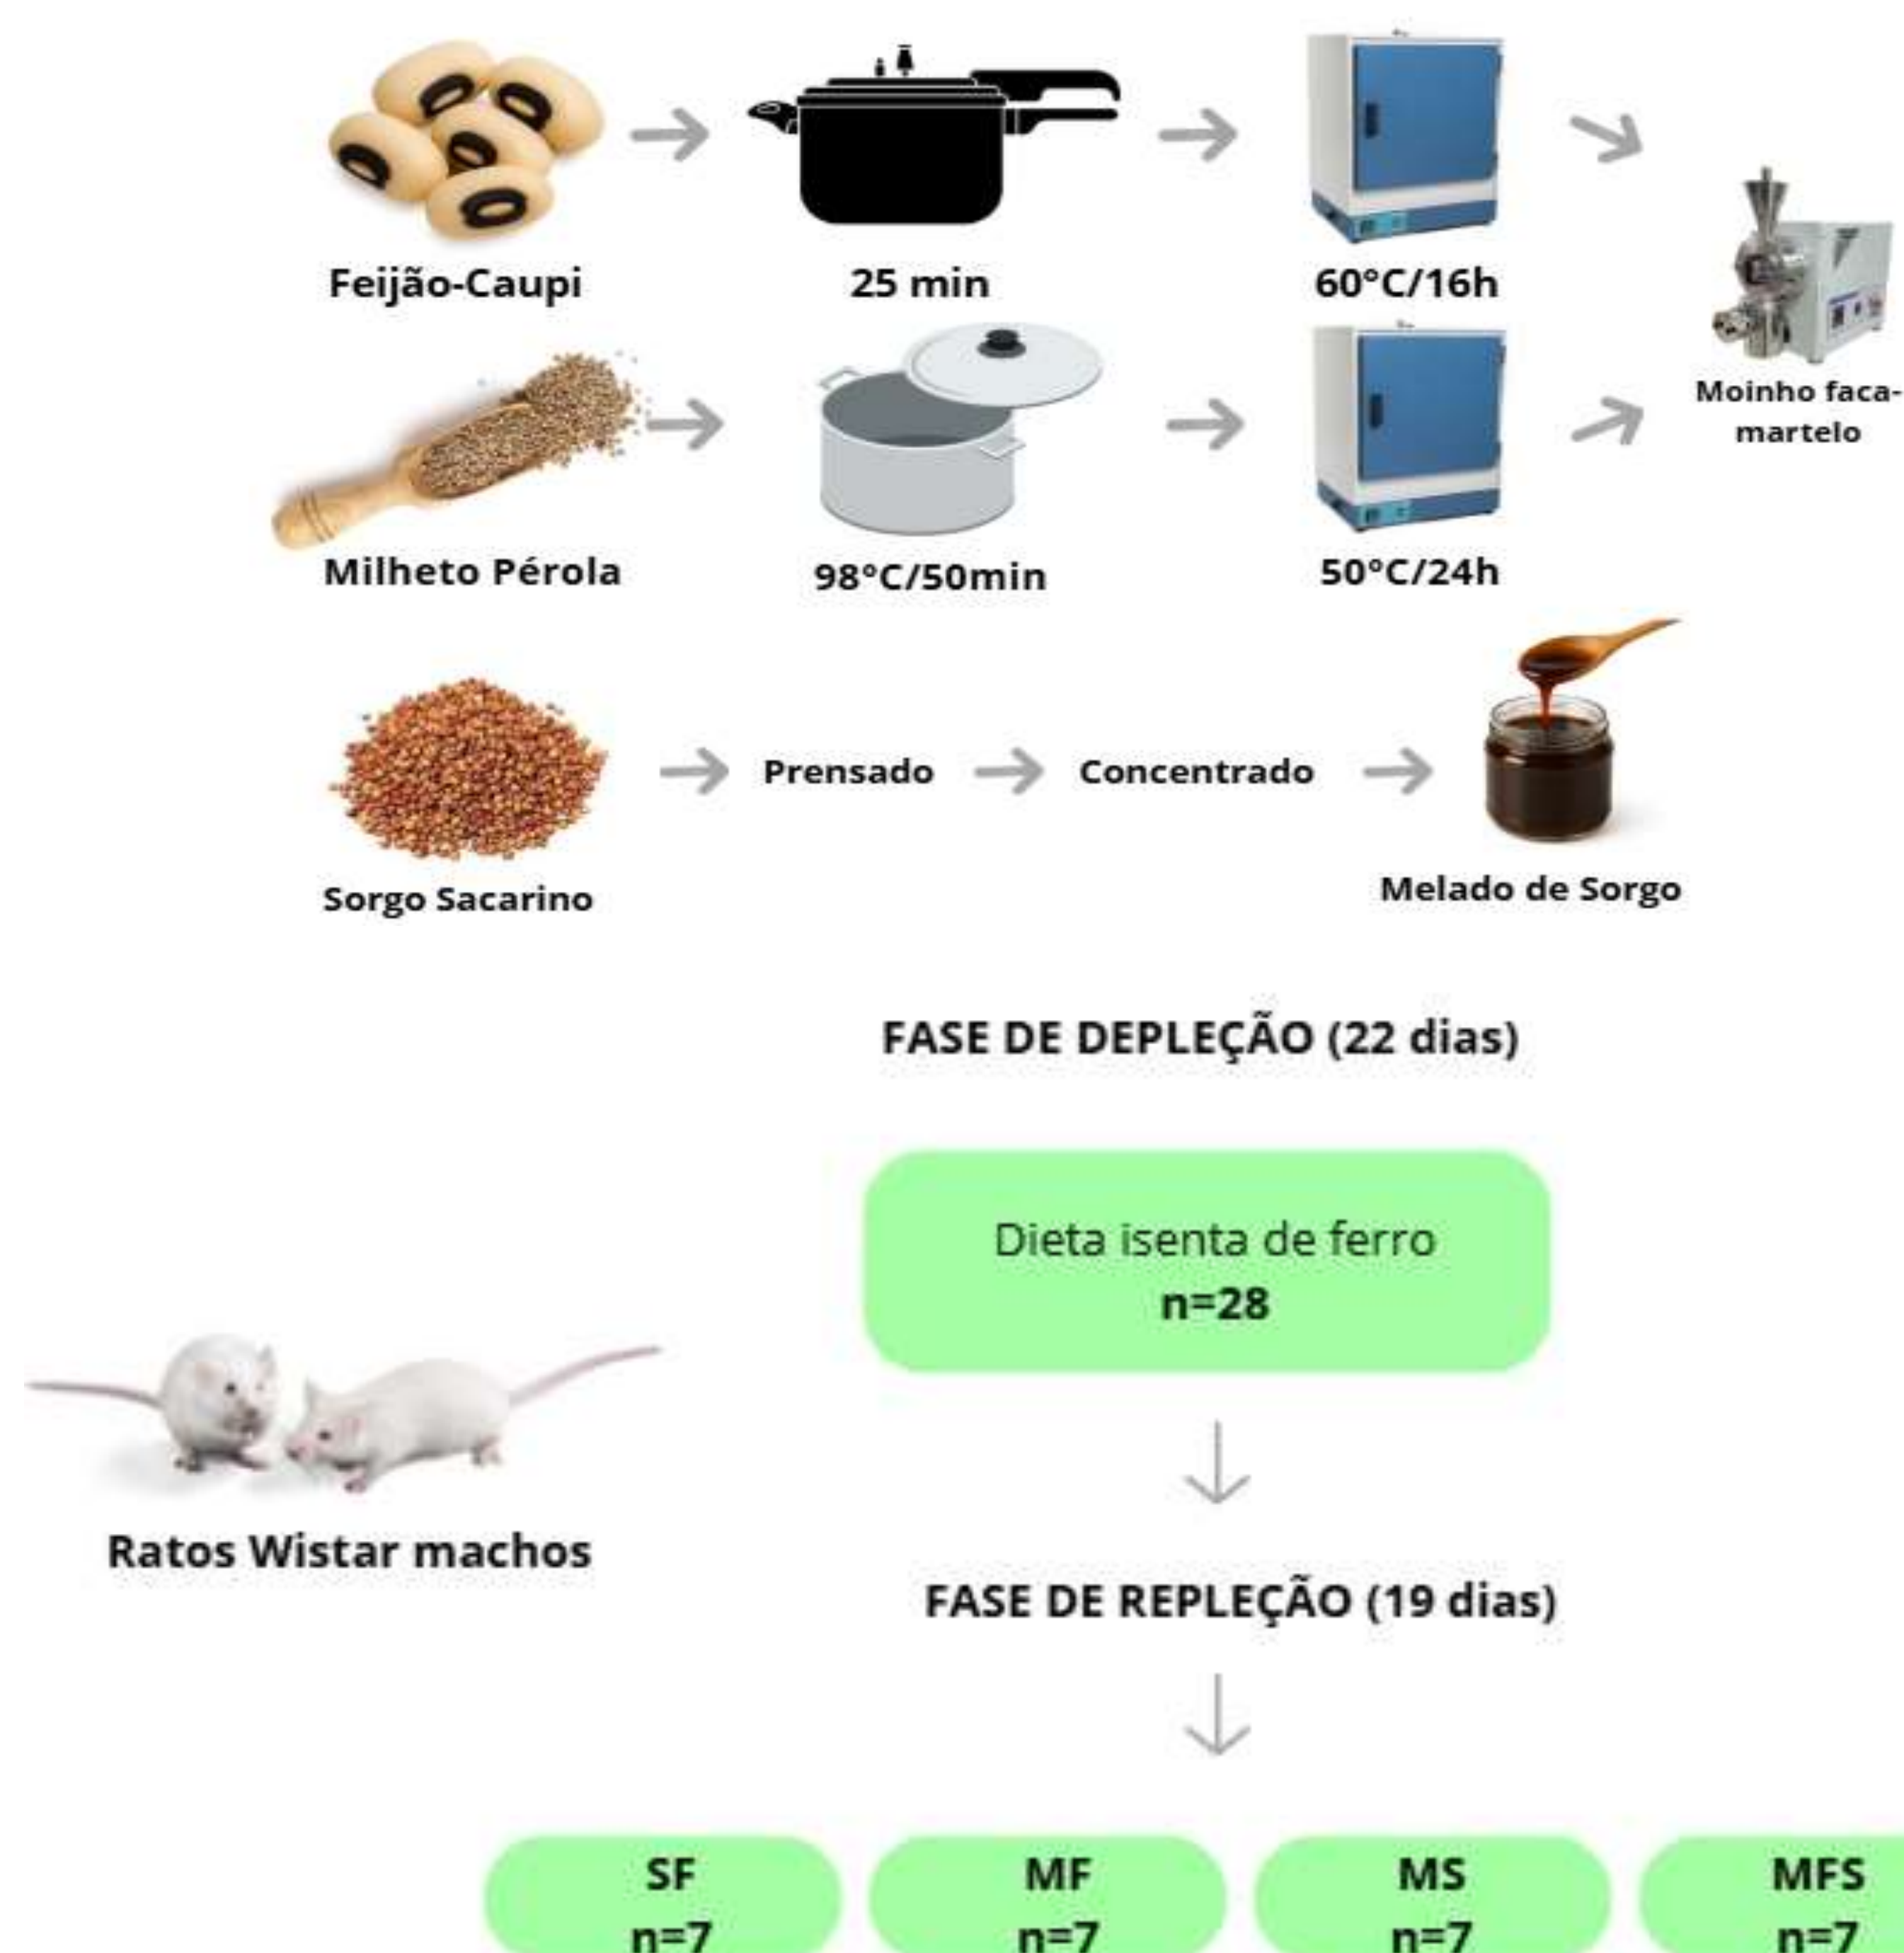 Feijão-Caupi
25 min
60°C/16h
Moinho faca-
martelo
Milheto Pérola
98°C/50min
50°C/24h
Prensado
Concentrado
Sorgo Sacarino
Melado de Sorgo
FASE DE DEPLEÇÃO (22 dias)
Dieta isenta de ferro
n=28
Ratos Wistar machos
FASE DE REPLEÇÃO (19 dias)
SF
n=7
MF
n=7
MS
n=7
MFS
n=7